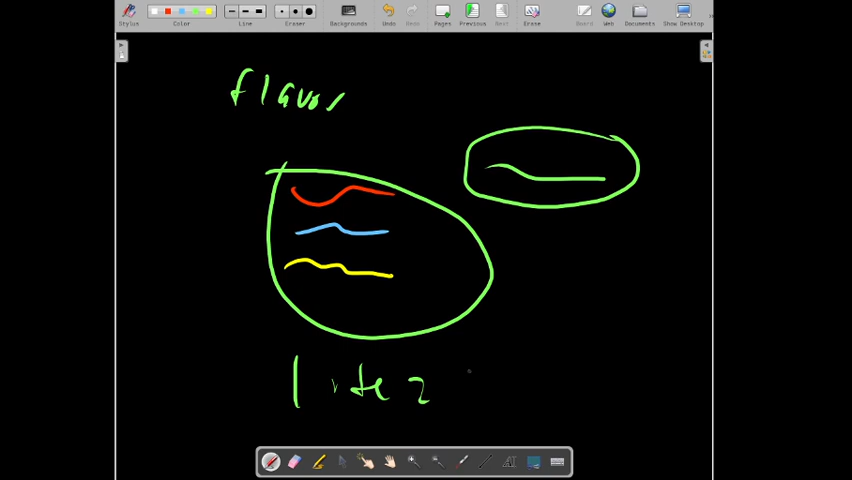 Stylus Color Line Eraser Backgrounds Undo Redo Pages Previous Next Erase Board Web Documents Show Desktop
flavor